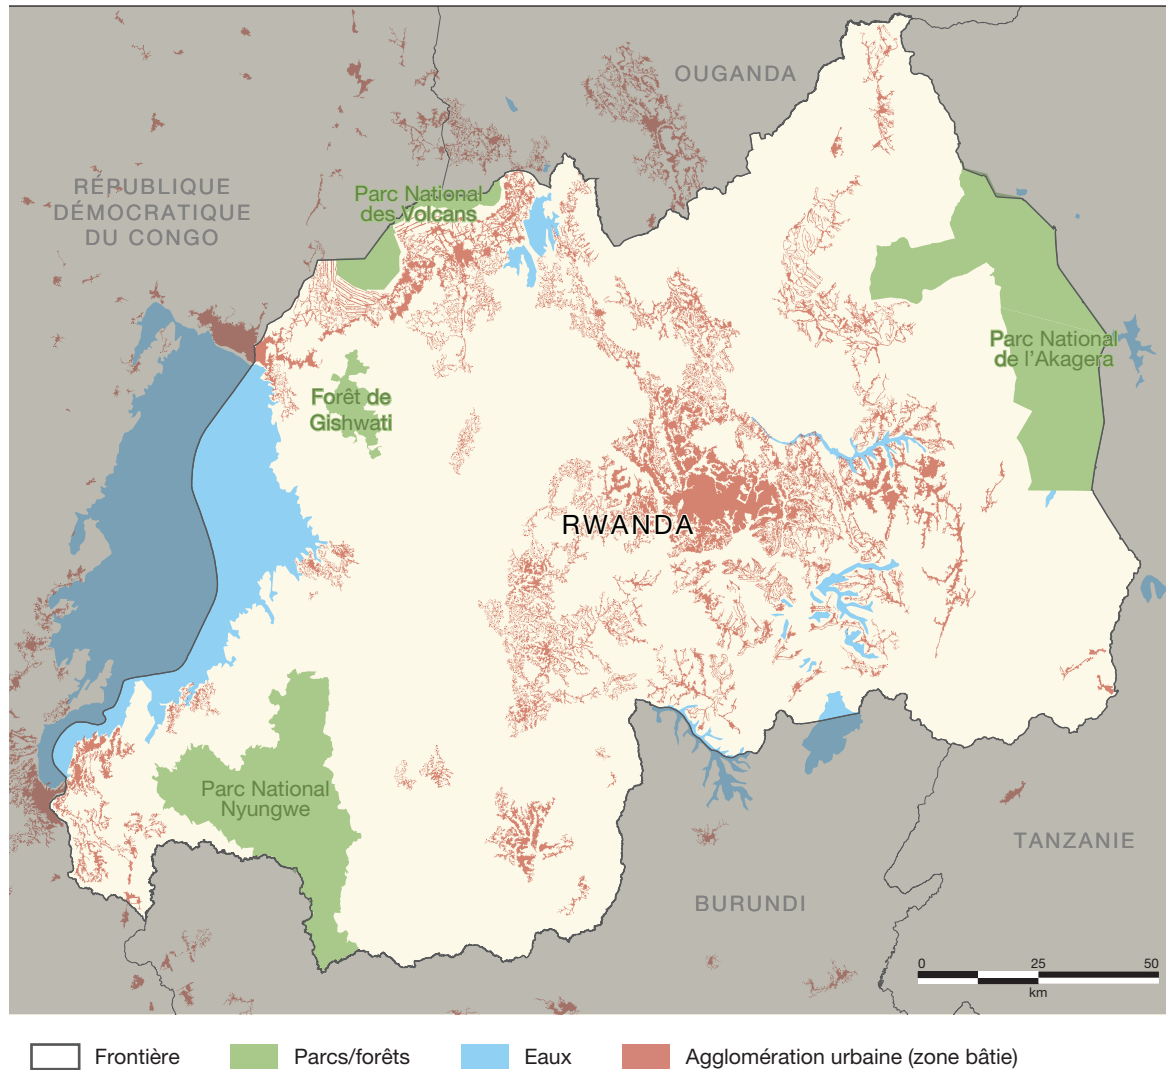 OUGANDA
RÉPUBLIQUE
DÉMOCRATIQUE
DU CONGO
Parc National
des Volcans
Parc National
de l'Akagera
Forêt de
Gishwati
RWANDA
Parc National
Nyungwe
TANZANIE
BURUNDI
0 25 50
km
Frontière
Parcs/forêts
Eaux
Agglomération urbaine (zone bâtie)